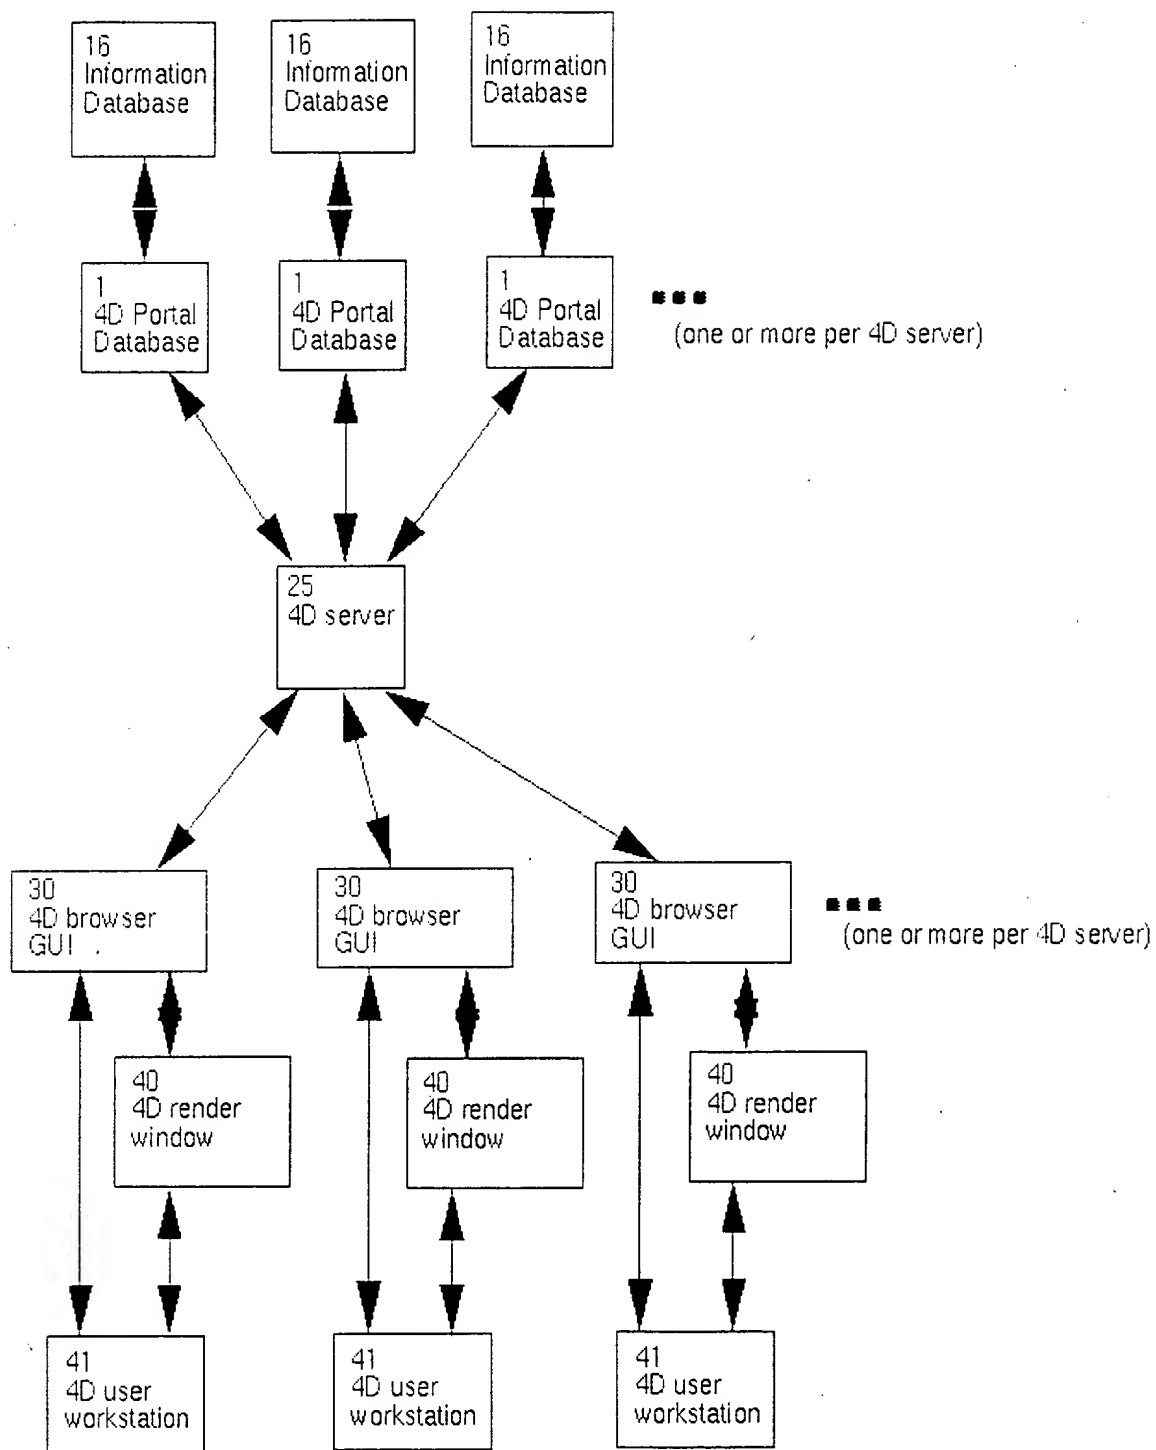 16
Information
Database
16
Information
Database
16
Information
Database
1
4D Portal
Database
1
4D Portal
Database
1
4D Portal
Database
(one or more per 4D server)
25
4D server
30
4D browser
GUI
30
4D browser
GUI
30
4D browser
GUI
(one or more per 4D server)
40
4D render
window
40
4D render
window
40
4D render
window
41
4D user
workstation
41
4D user
workstation
41
4D user
workstation